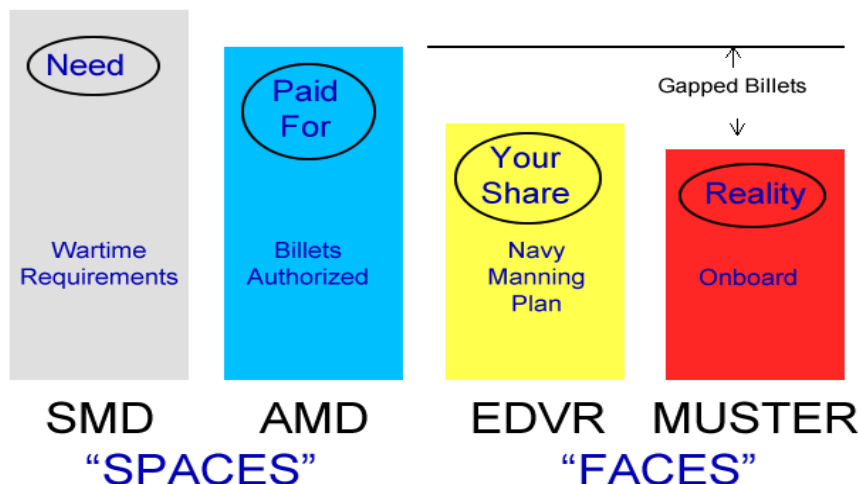 Need
Paid
For
Gapped Billets
Your
Share
Reality
Wartime
Requirements
Billets
Authorized
Navy
Manning
Plan
Onboard
SMD
AMD
EDVR
MUSTER
“SPACES”
“FACES”